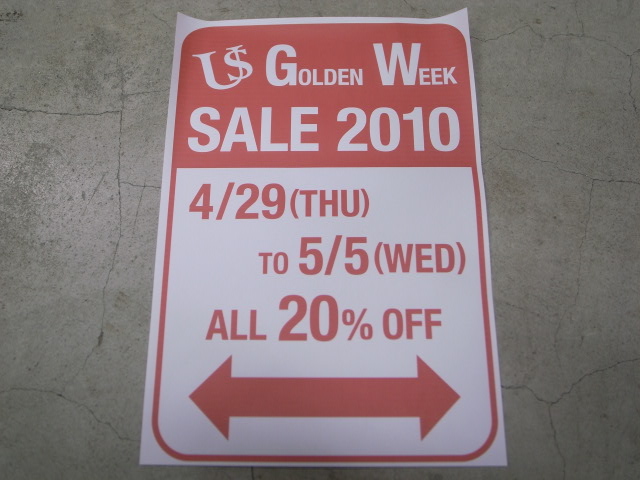 US GOLDEN WEEK
SALE 2010
4/29 (THU)
TO 5/5 (WED)
ALL 20% OFF